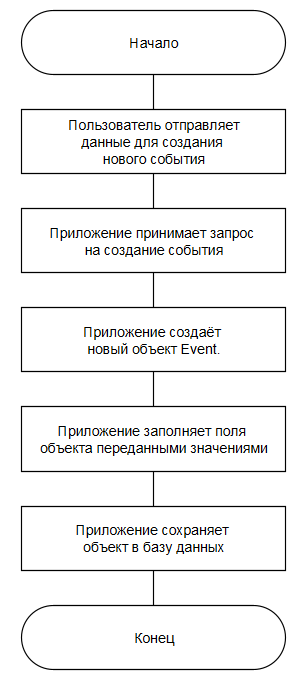 Начало
Пользователь отправляет
данные для создания
нового события
Приложение принимает запрос
на создание события
Приложение создаёт
новый объект Event.
Приложение заполняет поля
объекта переданными значениями
Приложение сохраняет
объект в базу данных
Конец